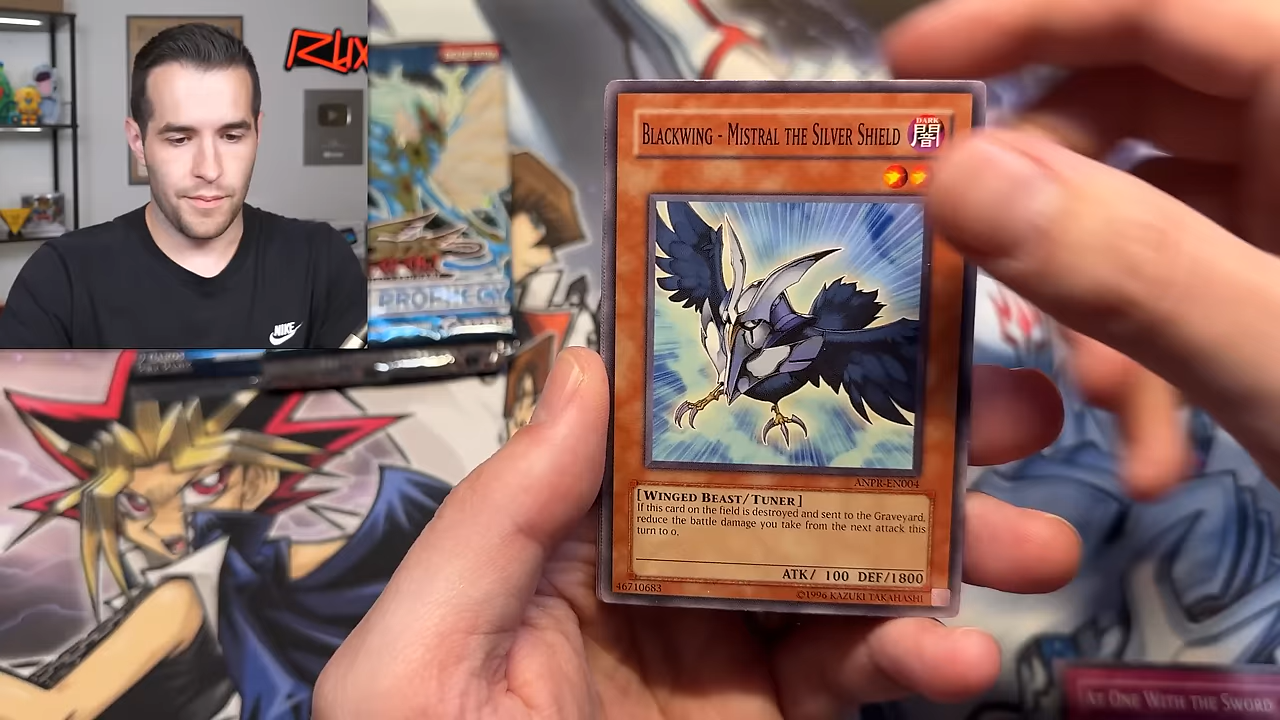 RUX
NIKE
PROPHECY
BLACKWING - MISTRAL THE SILVER SHIELD
DARK
闇
ANPR-EN004
[WINGED BEAST/TUNER]
If this card on the field is destroyed and sent to the Graveyard,
reduce the battle damage you take from the next attack this
turn to 0.
ATK/ 100 DEF/1800
46710683
©1996 KAZUKI TAKAHASHI
AT ONE WITH THE SWORD